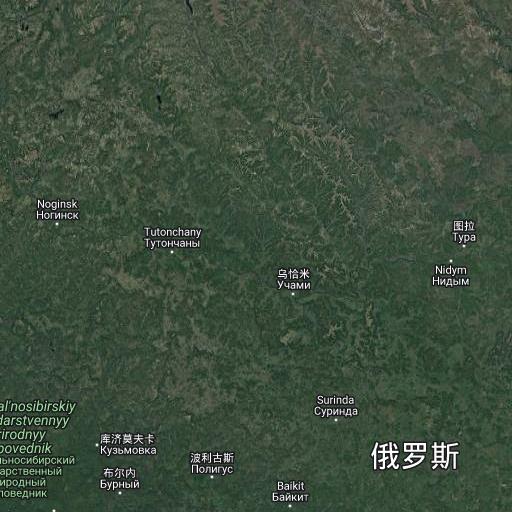 Noginsk
Ногинск
Tutonchany
Тутончаны
图拉
Тура
Nidym
Нидым
乌恰米
Учами
Surinda
Суринда
al'nosibirskiy
darstvennyy
rirodnyy
povednik
льносибирский
арственный
иродный
поведник
库济莫夫卡
Кузьмовка
布尔内
Бурный
波利古斯
Полигус
俄罗斯
Baikit
Байкит